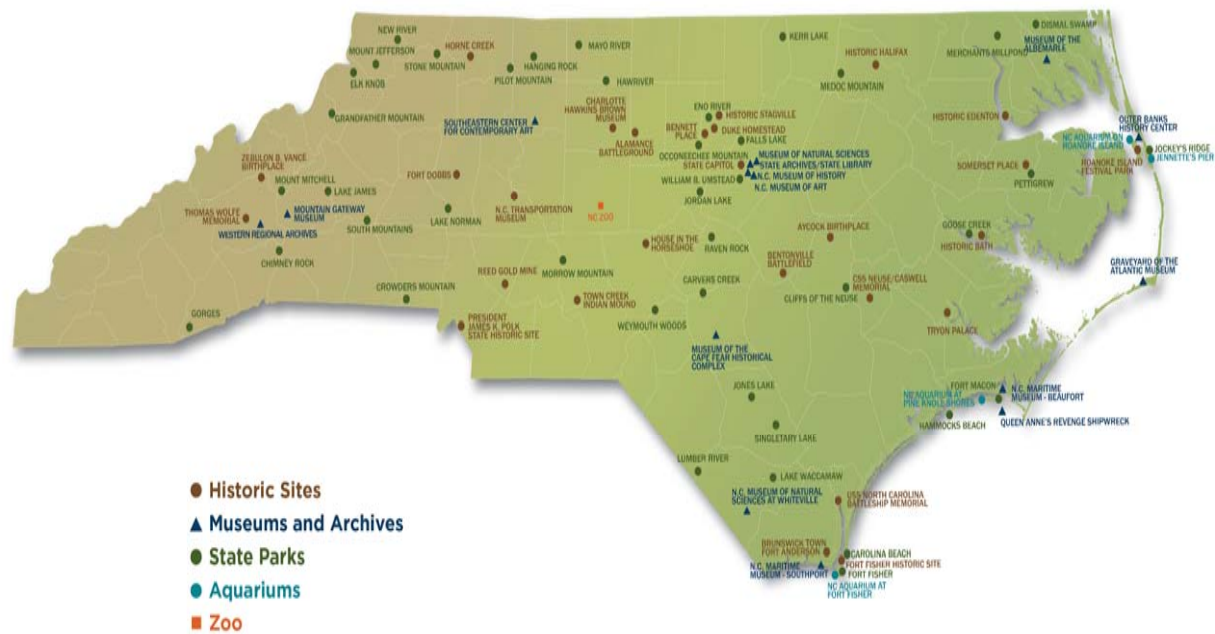 DISMAL SWAMP
NEW RIVER
KERR LAKE
MUSEUM OF THE
ALBEMARLE
MERCHANTS MILLPOND
MOUNT JEFFERSON
HORNE CREEK
MAYO RIVER
HISTORIC HALIFAX
STONE MOUNTAIN
HANGING ROCK
ELK KNOB
PILOT MOUNTAIN
HAWRIVER
MEDOC MOUNTAIN
CHARLOTTE
HAWKINS BROWN
MUSEUM
ENO RIVER
GRANDFATHER MOUNTAIN
SOUTHEASTERN CENTER
FOR CONTEMPORARY ART
HISTORIC STAGVILLE
HISTORIC EDENTON
BENNETT
PLACE
DUKE HOMESTEAD
OUTER BANKS
HISTORY CENTER
ALAMANCE
BATTLEGROUND
FALLS LAKE
NC AQUARIUM ON
ROANOKE ISLAND
OCCONEECHEE MOUNTAIN
JOCKEY'S RIDGE
JENNETTE'S PIER
ZEBULON B. VANCE
BIRTHPLACE
MUSEUM OF NATURAL SCIENCES
STATE CAPITOL
STATE ARCHIVES/STATE LIBRARY
SOMERSET PLACE
ROANOKE ISLAND
FESTIVAL PARK
FORT DOBBS
N.C. MUSEUM OF HISTORY
WILLIAM B. UMSTEAD
N.C. MUSEUM OF ART
PETTIGREW
MOUNT MITCHELL
LAKE JAMES
JORDAN LAKE
THOMAS WOLFE
MEMORIAL
MOUNTAIN GATEWAY
MUSEUM
LAKE NORMAN
N.C. TRANSPORTATION
MUSEUM
NC ZOO
WESTERN REGIONAL ARCHIVES
SOUTH MOUNTAINS
AYCOCK BIRTHPLACE
GOOSE CREEK
HISTORIC BATH
CHIMNEY ROCK
HOUSE IN THE
HORSESHOE
RAVEN ROCK
BENTONVILLE
BATTLEFIELD
GRAVEYARD OF THE
ATLANTIC MUSEUM
REED GOLD MINE
MORROW MOUNTAIN
CARVERS CREEK
CSS NEUSE/CASWELL
MEMORIAL
CROWDERS MOUNTAIN
TOWN CREEK
INDIAN MOUND
CLIFFS OF THE NEUSE
GORGES
PRESIDENT
JAMES K. POLK
STATE HISTORIC SITE
WEYMOUTH WOODS
TRYON PALACE
MUSEUM OF THE
CAPE FEAR HISTORICAL
COMPLEX
JONES LAKE
FORT MACON
N.C. MARITIME
MUSEUM - BEAUFORT
NC AQUARIUM AT
PINE KNOLL SHORES
HAMMOCKS BEACH
QUEEN ANNE'S REVENGE SHIPWRECK
SINGLETARY LAKE
LUMBER RIVER
LAKE WACCAMAW
N.C. MUSEUM OF NATURAL
SCIENCES AT WHITEVILLE
USS NORTH CAROLINA
BATTLESHIP MEMORIAL
BRUNSWICK TOWN
FORT ANDERSON
CAROLINA BEACH
FORT FISHER HISTORIC SITE
N.C. MARITIME
MUSEUM - SOUTHPORT
FORT FISHER
NC AQUARIUM AT
FORT FISHER
Historic Sites
Museums and Archives
State Parks
Aquariums
Zoo